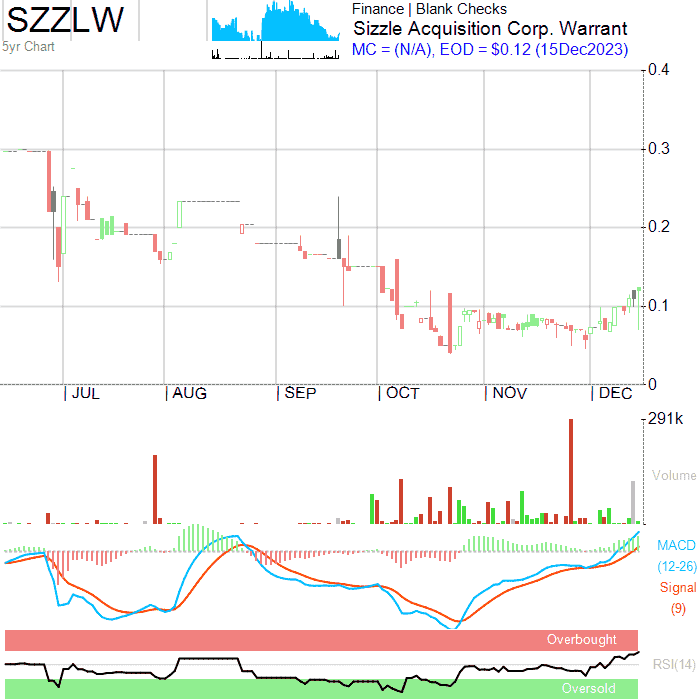 SZZLW
5yr Chart
Finance | Blank Checks
Sizzle Acquisition Corp. Warrant
MC = (N/A), EOD = $0.12 (15Dec2023)
0.4
0.3
0.2
0.1
0
JUL
AUG
SEP
OCT
NOV
DEC
291k
Volume
MACD
(12-26)
Signal
(9)
Overbought
RSI(14)
Oversold